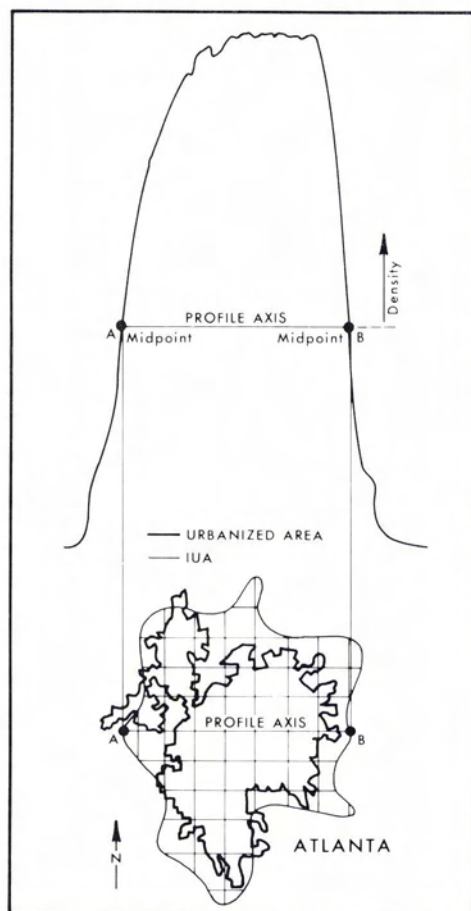 Density
PROFILE AXIS
A
B
Midpoint
Midpoint
URBANIZED AREA
IUA
PROFILE AXIS
A
B
N
ATLANTA